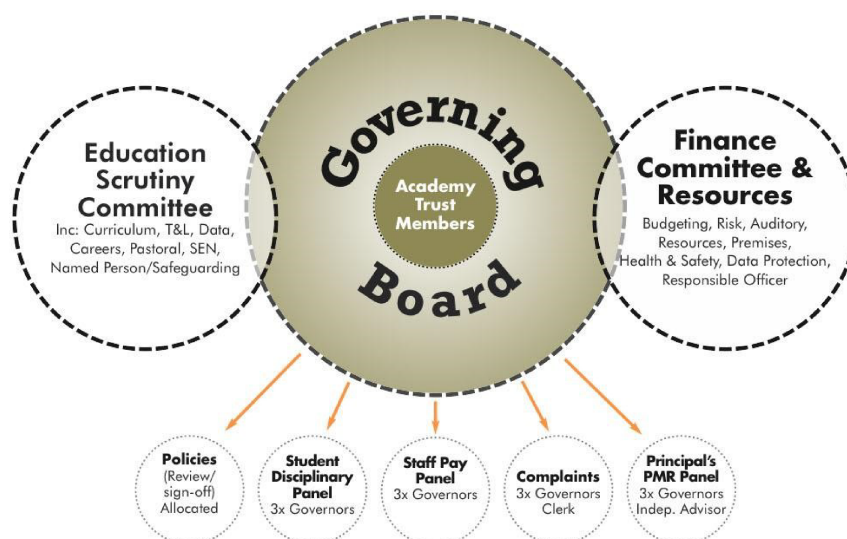 Governing
Board
Academy
Trust
Members
Education
Scrutiny
Committee
Inc: Curriculum, T&L, Data,
Careers, Pastoral, SEN,
Named Person/Safeguarding
Finance
Committee &
Resources
Budgeting, Risk, Auditory,
Resources, Premises,
Health & Safety, Data Protection,
Responsible Officer
Policies
(Review/
sign-off)
Allocated
Student
Disciplinary
Panel
3x Governors
Staff Pay
Panel
3x Governors
Complaints
3x Governors
Clerk
Principal's
PMR Panel
3x Governors
Indep. Advisor